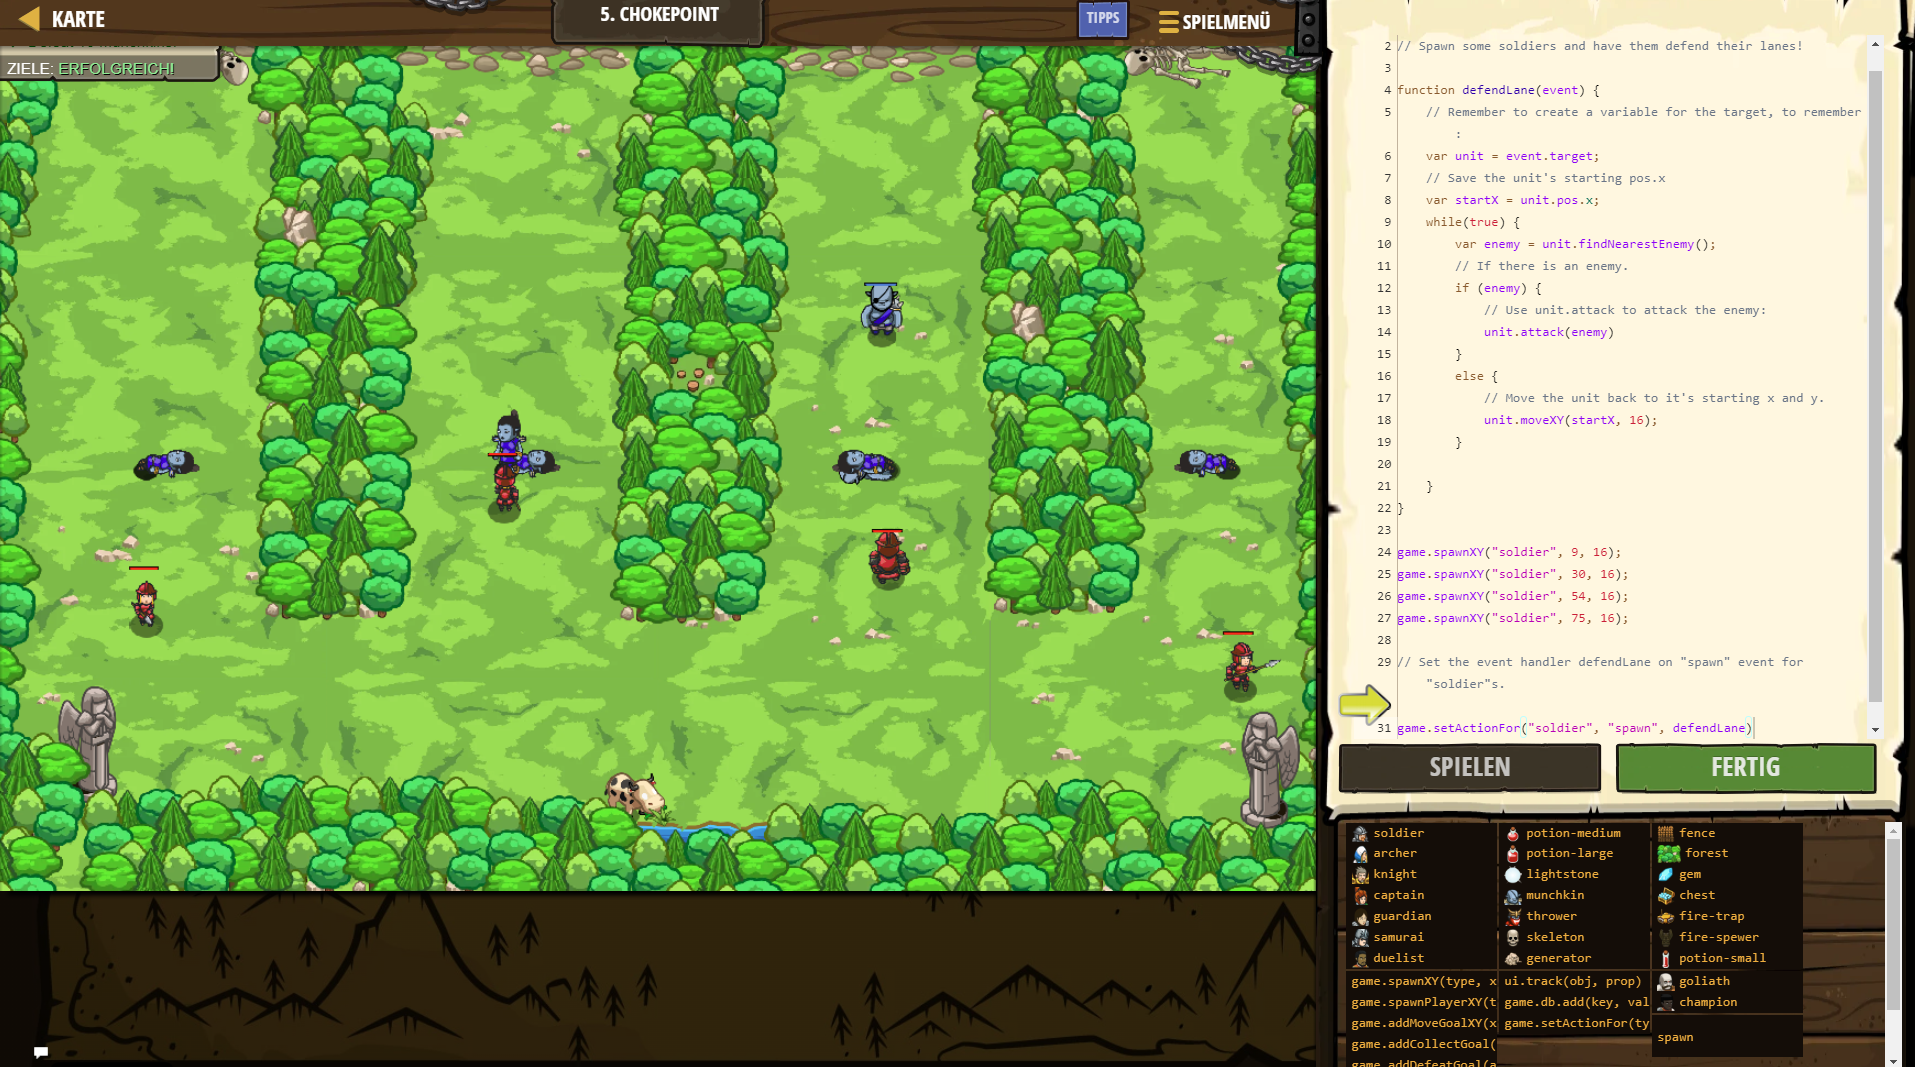 KARTE
5. CHOKEPOINT
TIPPS
SPIELMENÜ
ZIELE: ERFOLGREICH!
2 // Spawn some soldiers and have them defend their lanes!
3
4 function defendLane(event) {
5 // Remember to create a variable for the target, to remember
:
6 var unit = event.target;
7 // Save the unit's starting pos.x
8 var startX = unit.pos.x;
9 while(true) {
10 var enemy = unit.findNearestEnemy();
11 // If there is an enemy.
12 if (enemy) {
13 // Use unit.attack to attack the enemy:
14 unit.attack(enemy)
15 }
16 else {
17 // Move the unit back to it's starting x and y.
18 unit.moveXY(startX, 16);
19 }
20
21 }
22 }
23
24 game.spawnXY("soldier", 9, 16);
25 game.spawnXY("soldier", 30, 16);
26 game.spawnXY("soldier", 54, 16);
27 game.spawnXY("soldier", 75, 16);
28
29 // Set the event handler defendLane on "spawn" event for
"soldier"s.
31 game.setActionFor("soldier", "spawn", defendLane)
SPIELEN
FERTIG
soldier potion-medium fence
archer potion-large forest
knight lightstone gem
captain munchkin chest
guardian thrower fire-trap
samurai skeleton fire-spewer
duelist generator potion-small
game.spawnXY(type, x ui.track(obj, prop) goliath
game.spawnPlayerXY(t game.db.add(key, val champion
game.addMoveGoalXY(x game.setActionFor(ty
spawn
game.addCollectGoal(
game.addDefeatGoal(a